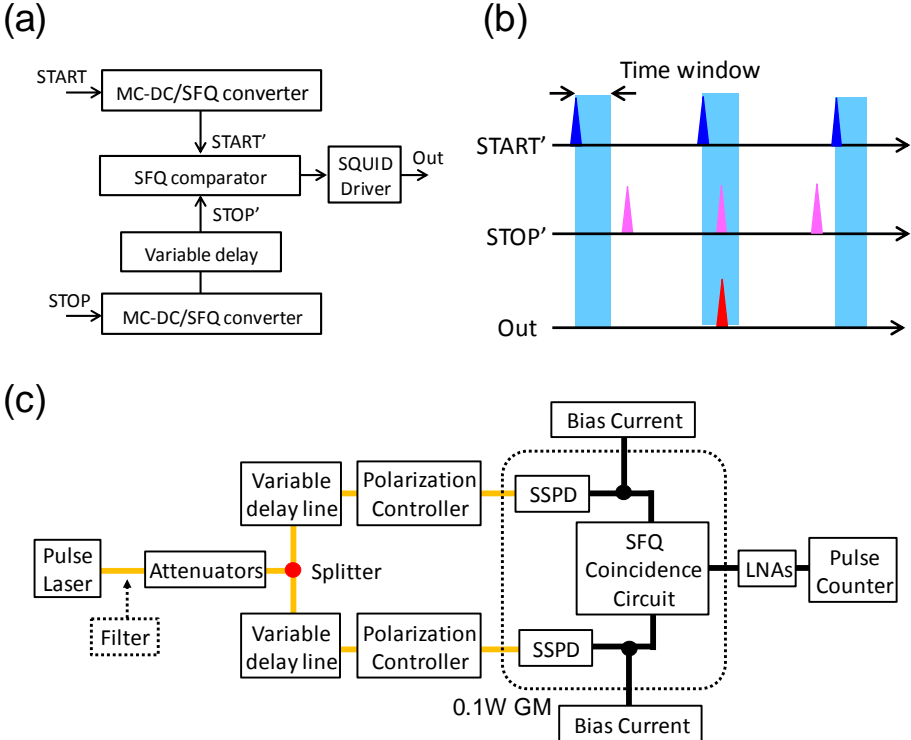 (a)
START
MC-DC/SFQ converter
START’
SFQ comparator
SQUID
Driver
Out
STOP’
Variable delay
STOP
MC-DC/SFQ converter
(b)
Time window
START’
STOP’
Out
(c)
Bias Current
Variable
delay line
Polarization
Controller
SSPD
Pulse
Laser
Attenuators
Splitter
SFQ
Coincidence
Circuit
LNAs
Pulse
Counter
Filter
Variable
delay line
Polarization
Controller
SSPD
0.1W GM
Bias Current